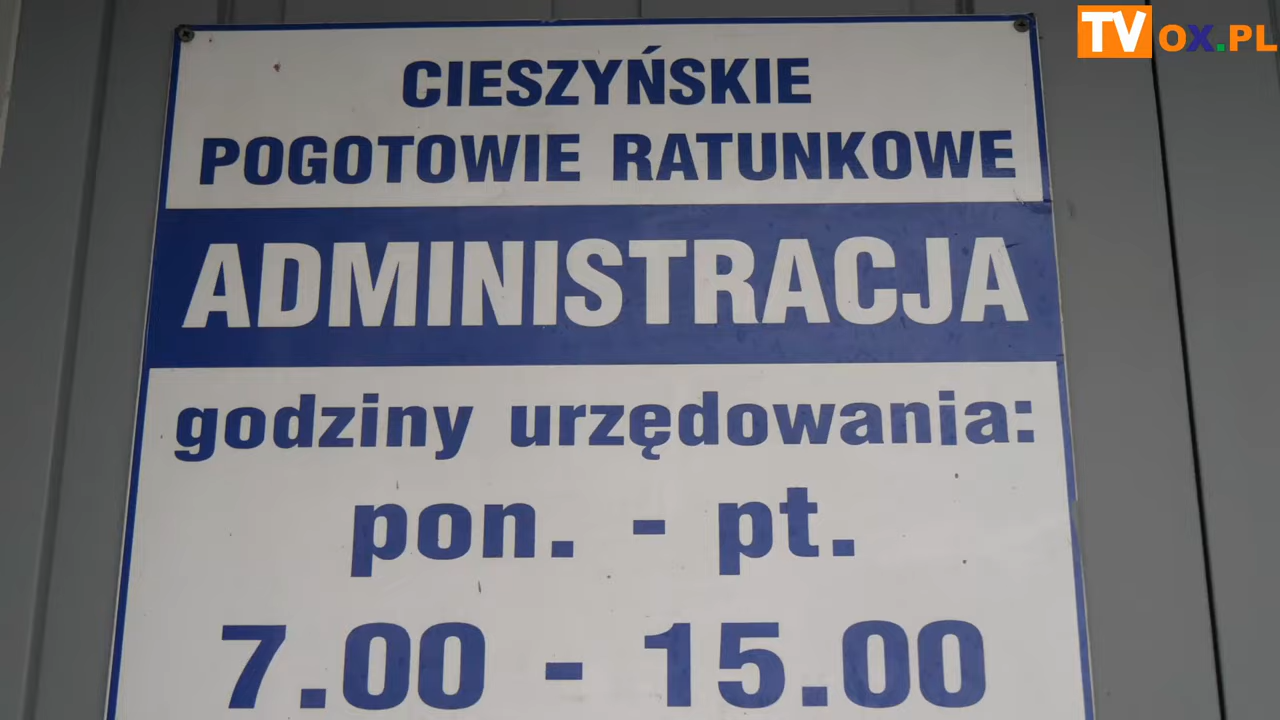 TVOX.PL
CIESZYŃSKIE
POGOTOWIE RATUNKOWE
ADMINISTRACJA
godziny urzędowania:
pon. - pt.
7.00 - 15.00